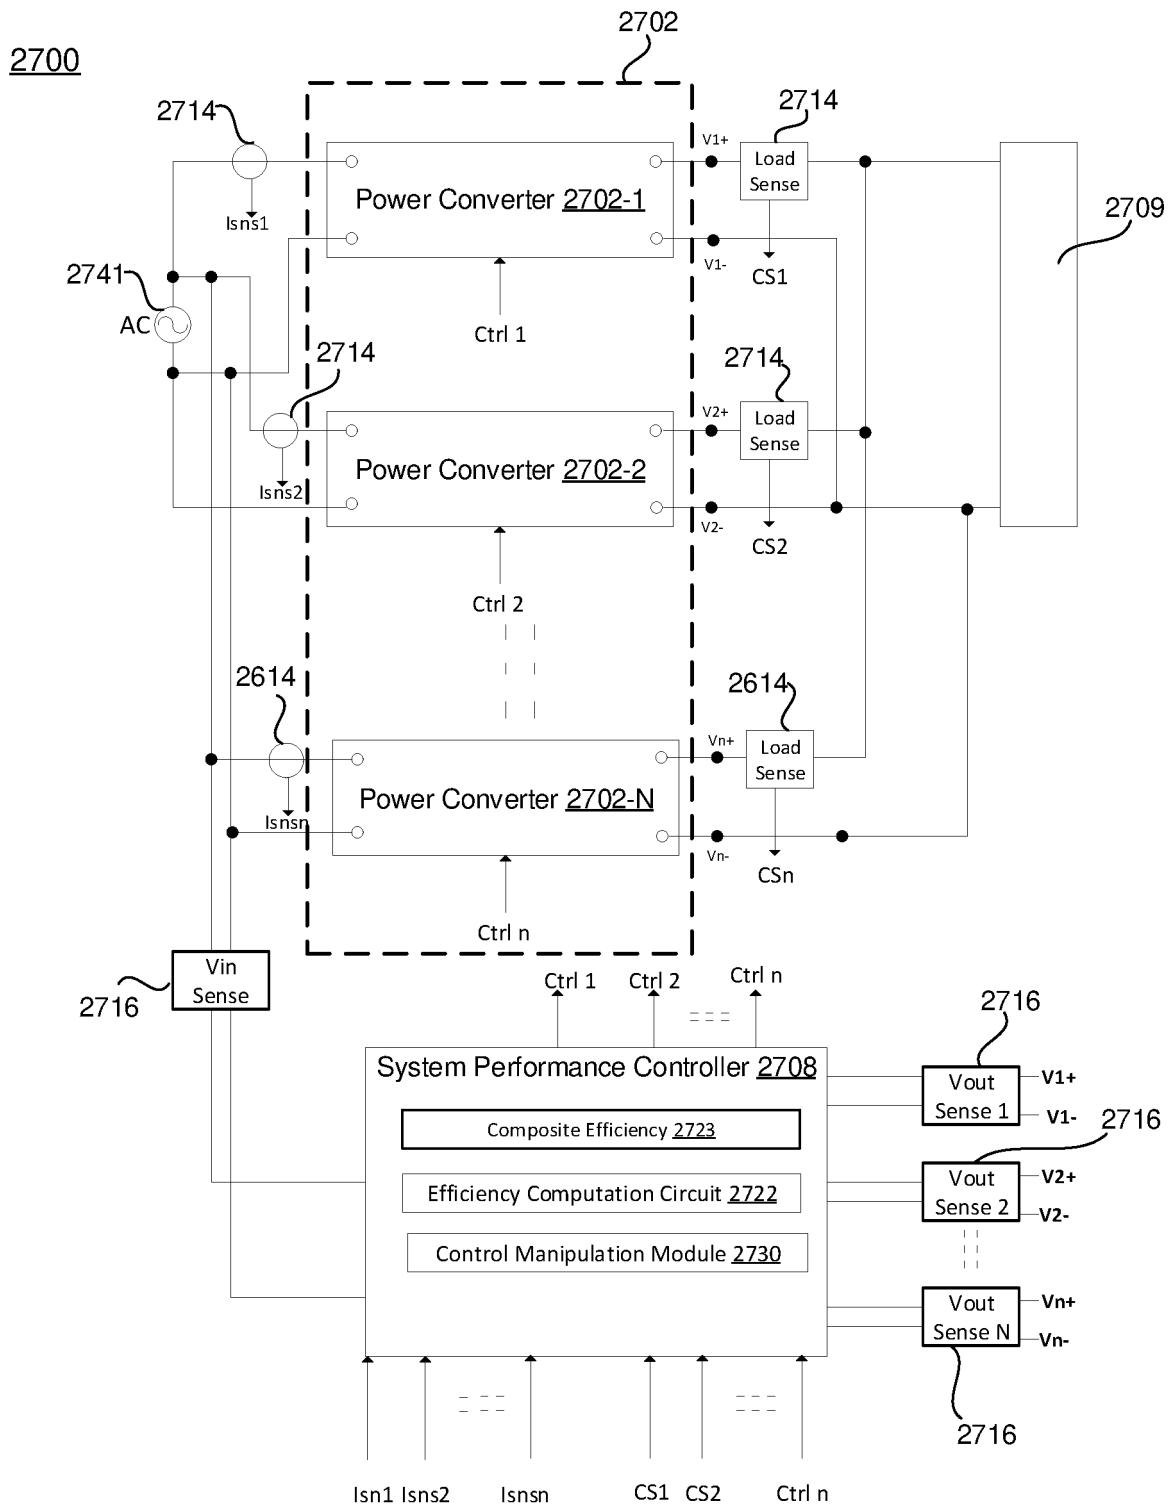 2702
2700
2714
2714
V1+
Load
Sense
Power Converter 2702-1
2709
Isns1
V1-
CS1
2741
AC
Ctrl 1
2714
2714
V2+
Load
Sense
Power Converter 2702-2
Isns2
V2-
CS2
Ctrl 2
2614
2614
Vn+
Load
Sense
Power Converter 2702-N
Isnsn
Vn-
CSn
Ctrl n
Vin
Sense
2716
Ctrl 1
Ctrl 2
Ctrl n
2716
System Performance Controller 2708
Vout
Sense 1
V1+
V1-
Composite Efficiency 2723
2716
Efficiency Computation Circuit 2722
Vout
Sense 2
V2+
V2-
Control Manipulation Module 2730
Vout
Sense N
Vn+
Vn-
2716
Isn1
Isns2
Isnsn
CS1
CS2
Ctrl n